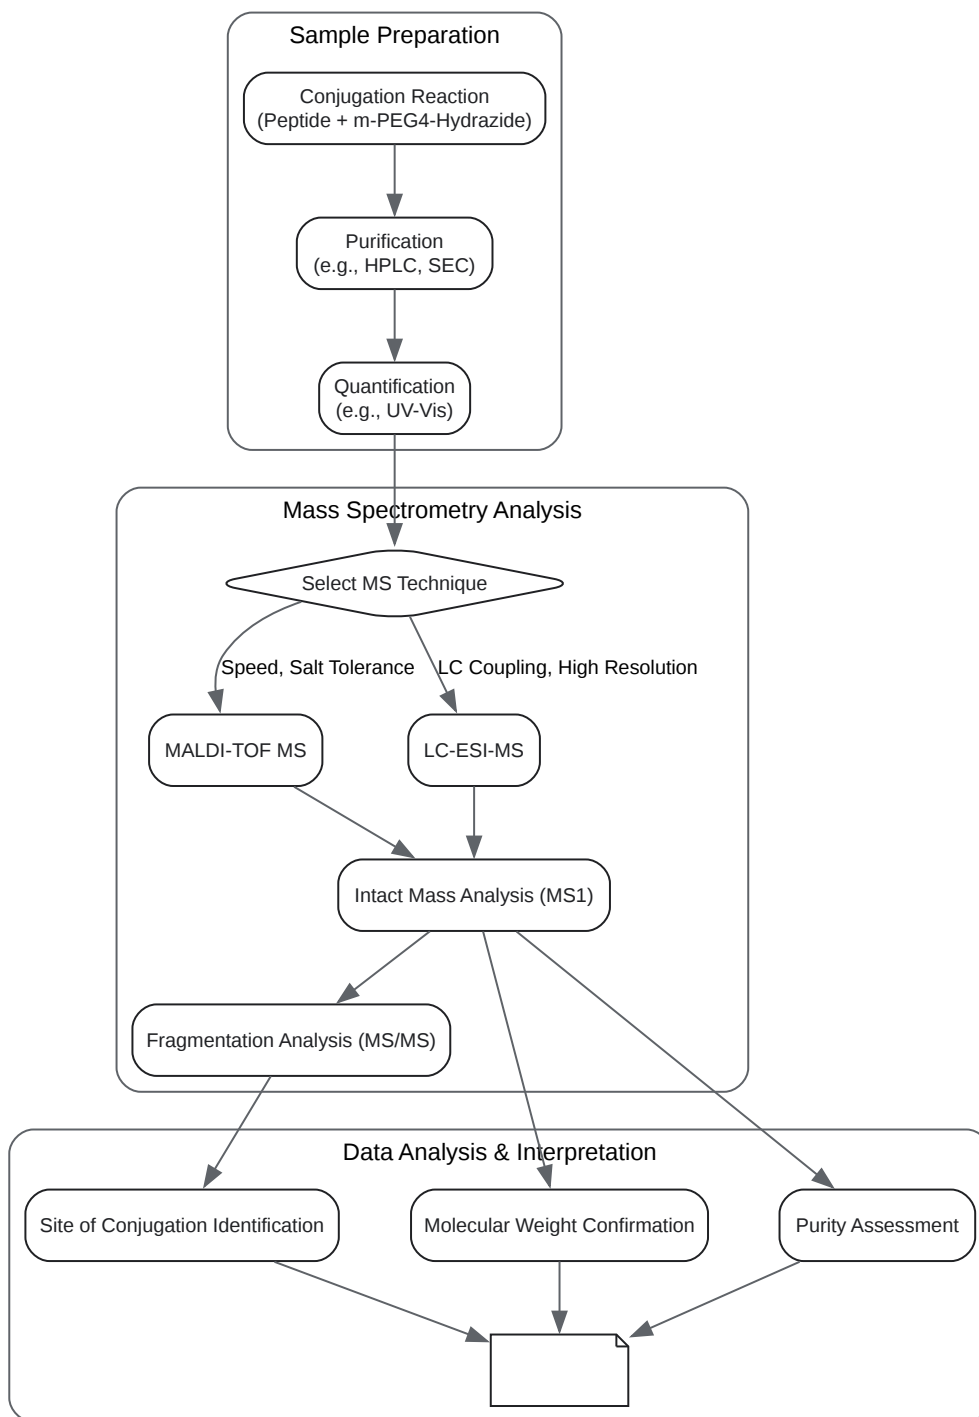 Sample Preparation
Conjugation Reaction
(Peptide + m-PEG4-Hydrazide)
Purification
(e.g., HPLC, SEC)
Quantification
(e.g., UV-Vis)
Mass Spectrometry Analysis
Select MS Technique
Speed, Salt Tolerance
LC Coupling, High Resolution
MALDI-TOF MS
LC-ESI-MS
Intact Mass Analysis (MS1)
Fragmentation Analysis (MS/MS)
Data Analysis & Interpretation
Site of Conjugation Identification
Molecular Weight Confirmation
Purity Assessment